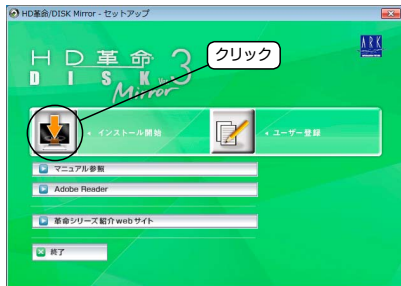 HD革命/DISK Mirror - セットアップ
ARK
HD革命 3
DISK Ver.3
Mirror
クリック
インストール開始
ユーザー登録
マニュアル参照
Adobe Reader
革命シリーズ紹介webサイト
終了